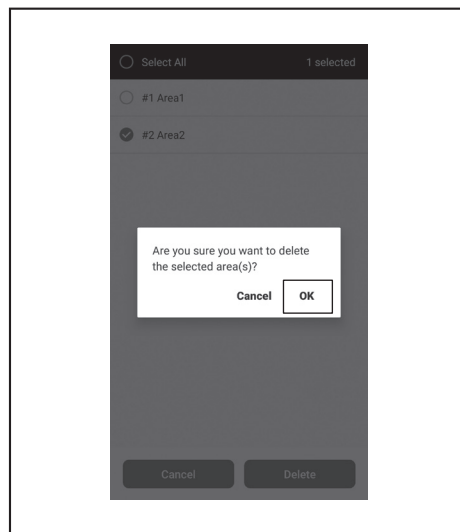 Select All 1 selected
#1 Area1
#2 Area2
Are you sure you want to delete
the selected area(s)?
Cancel OK
Cancel Delete